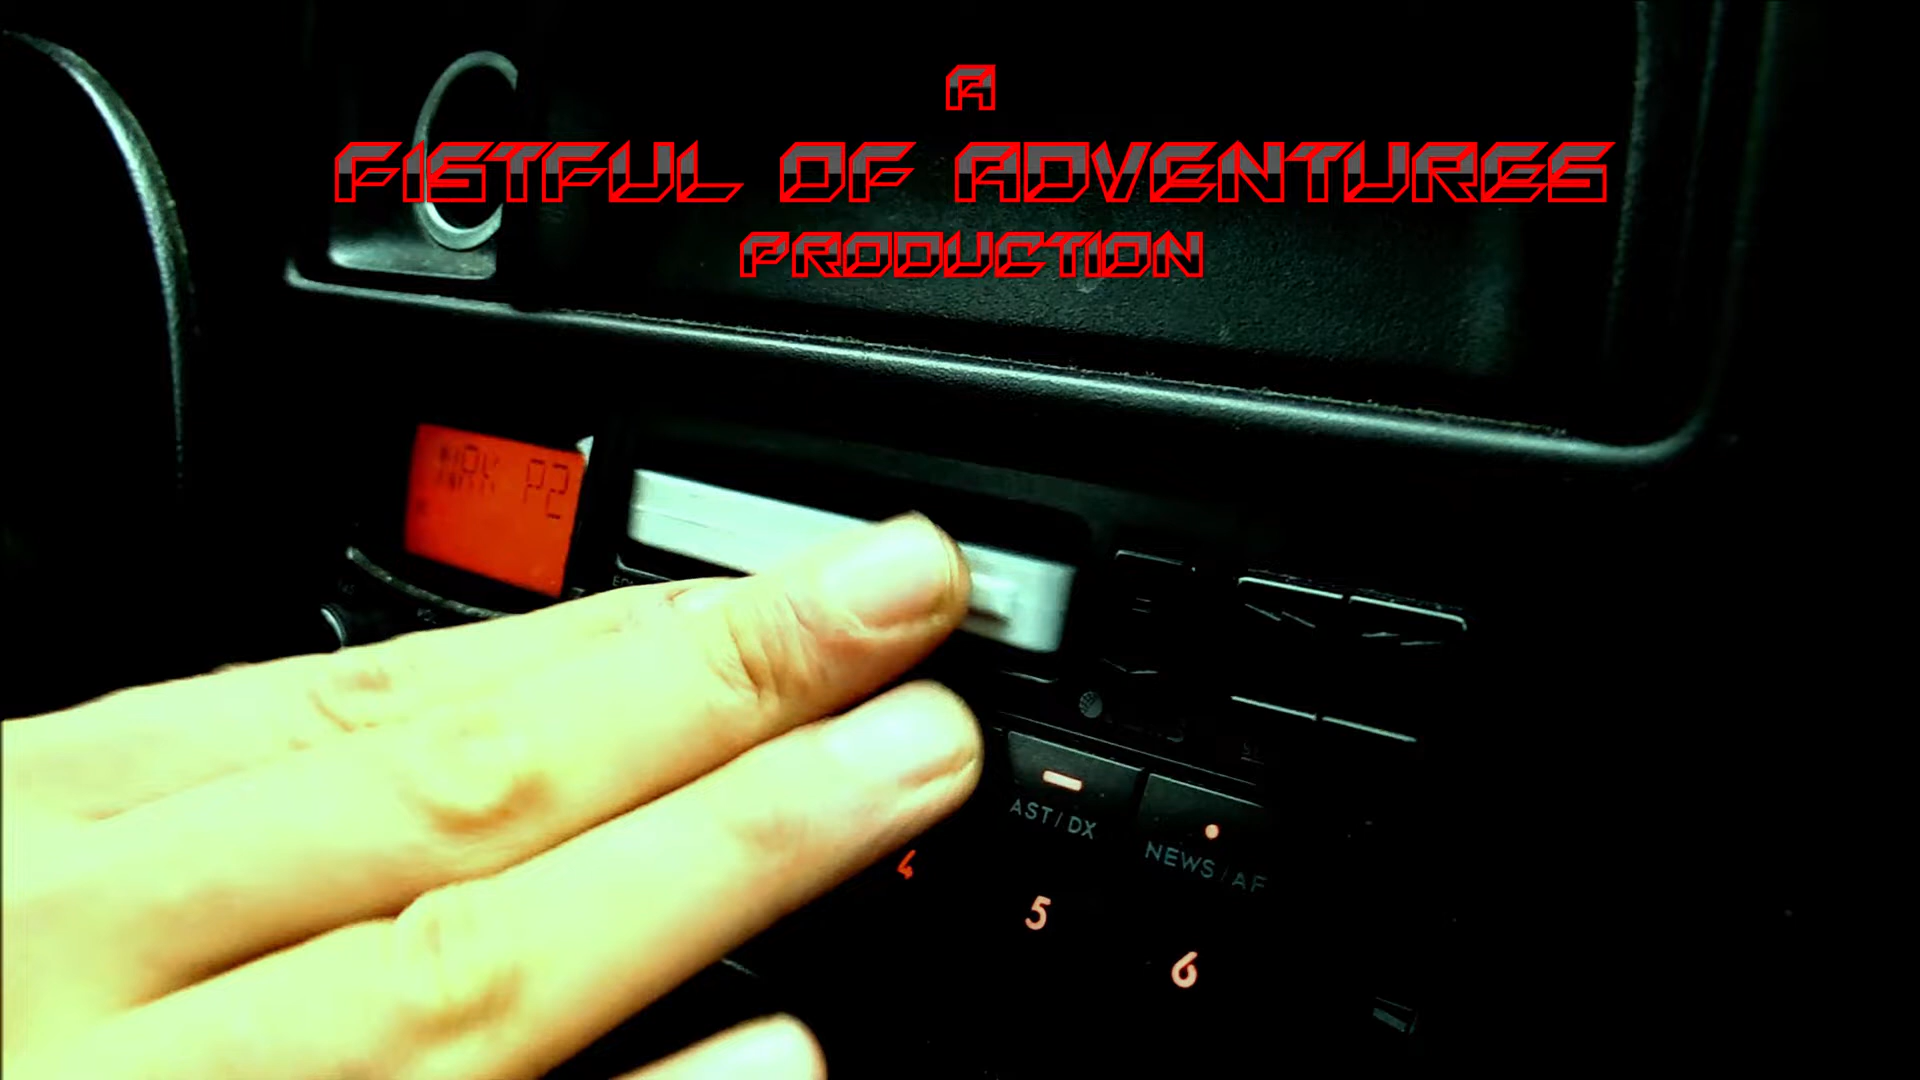 A
FISTFUL OF ADVENTURES
PRODUCTION
P2
AST/DX
NEWS/AF
4
5
6